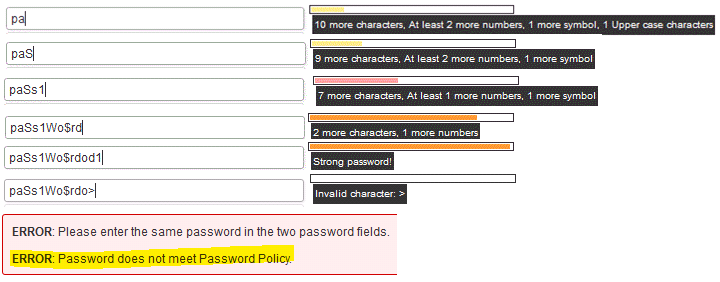 pa
10 more characters, At least 2 more numbers, 1 more symbol, 1 Upper case characters
paS
9 more characters, At least 2 more numbers, 1 more symbol
paSs1
7 more characters, At least 1 more numbers, 1 more symbol
paSs1Wo$rd
2 more characters, 1 more numbers
paSs1Wo$rdod1
Strong password!
paSs1Wo$rdo>
Invalid character: >
ERROR: Please enter the same password in the two password fields.
ERROR: Password does not meet Password Policy.